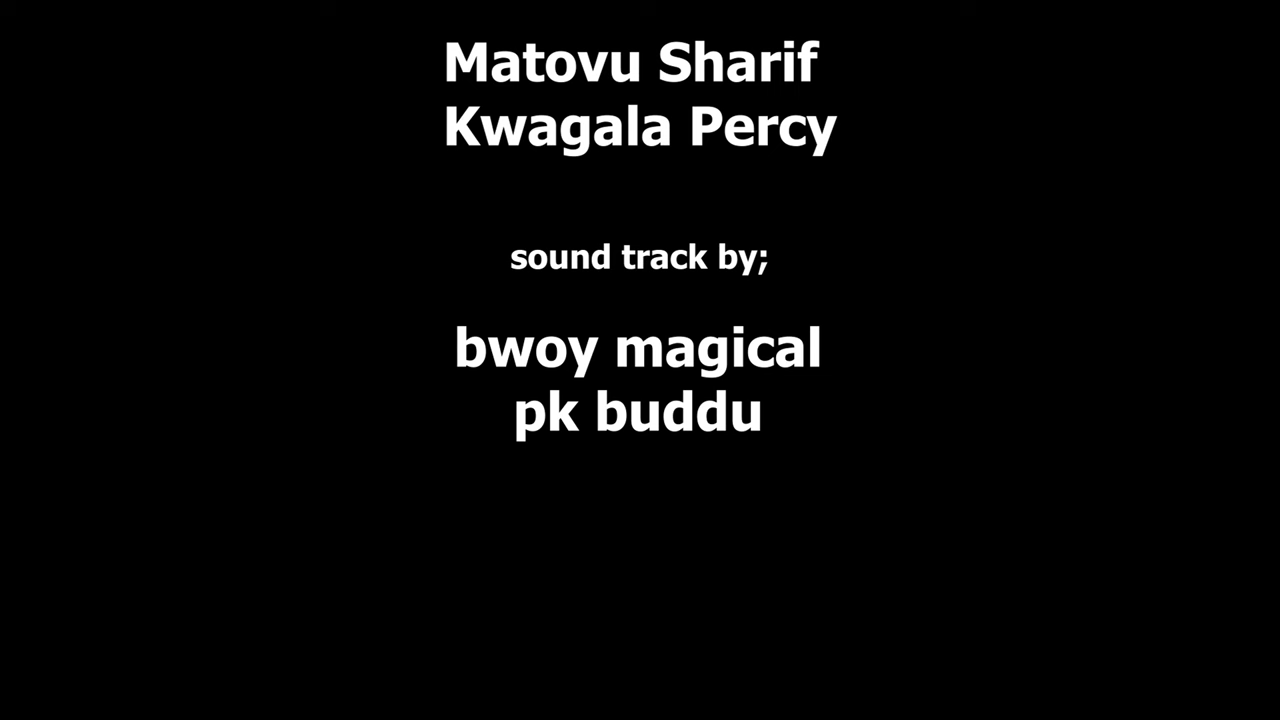 Matovu Sharif
Kwagala Percy
sound track by;
bwoy magical
pk buddu